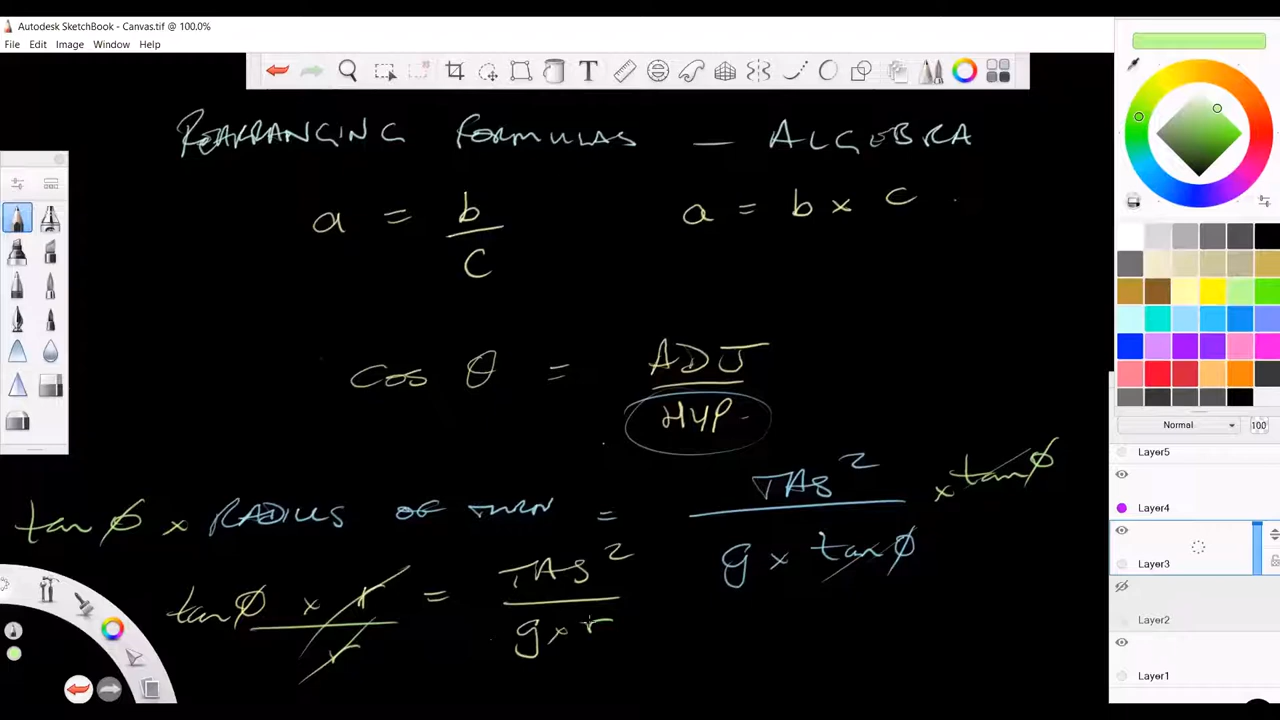 Autodesk SketchBook - Canvas.tif @ 100.0%
File Edit Image Window Help
REARRANGING FORMULAS — ALGEBRA
a = b / c
a = b x c
cos θ = ADJ / HYP
tan ϕ x RADIUS OF TURN = TAS² / g x tan ϕ x tan ϕ
tan ϕ x r / r = TAS² / g x r
Normal 100
Layer5
Layer4
Layer3
Layer2
Layer1